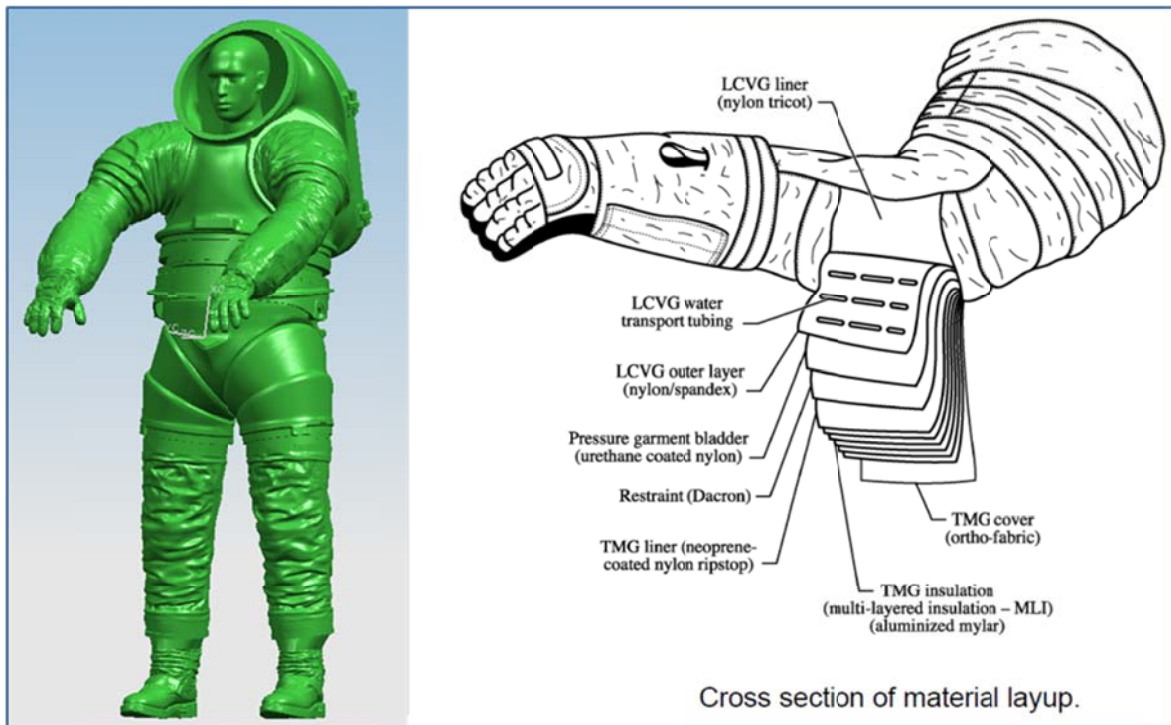 LCVG liner
(nylon tricot)
LCVG water
transport tubing
LCVG outer layer
(nylon/spandex)
Pressure garment bladder
(urethane coated nylon)
Restraint (Dacron)
TMG liner (neoprene-
coated nylon ripstop)
TMG cover
(ortho-fabric)
TMG insulation
(multi-layered insulation – MLI)
(aluminized mylar)
Cross section of material layup.